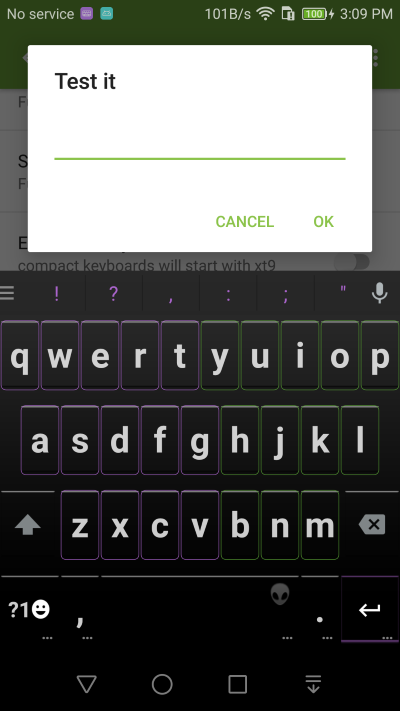 No service 101B/s 100 3:09 PM
Test it
CANCEL OK
compact keyboards will start with xt9
! ? , : ; "
q w e r t y u i o p
a s d f g h j k l
z x c v b n m
?1 , .